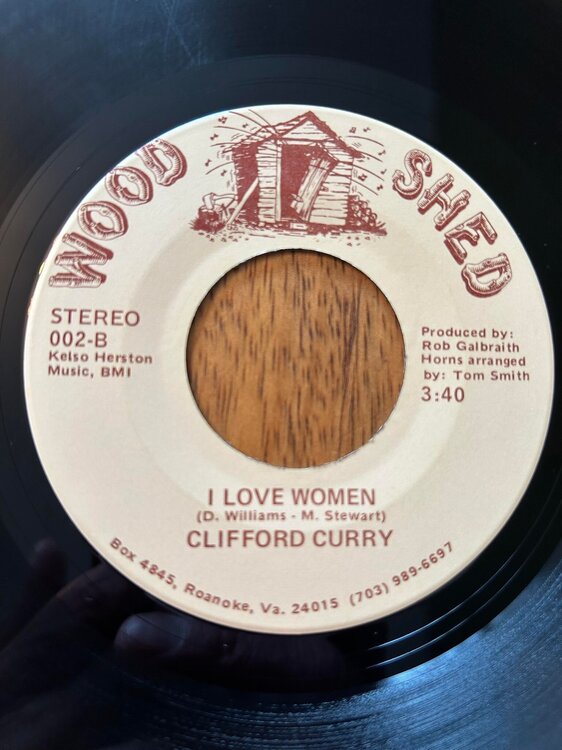 WOOD SHED
STEREO
002-B
Kelso Herston
Music, BMI
Produced by:
Rob Galbraith
Horns arranged
by: Tom Smith
3:40
I LOVE WOMEN
(D. Williams - M. Stewart)
CLIFFORD CURRY
Box 4845, Roanoke, Va. 24015 (703) 989-6697